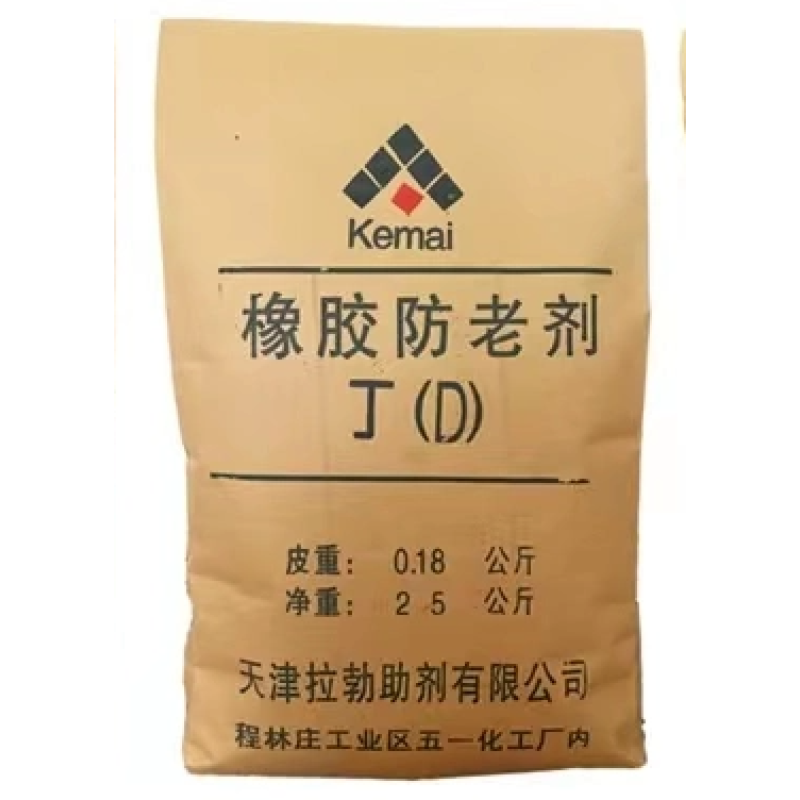 Kemai
橡胶防老剂
丁(D)
皮重： 0.18 公斤
净重： 2 5 公斤
天津拉勃助剂有限公司
程林庄工业区五一化工厂内